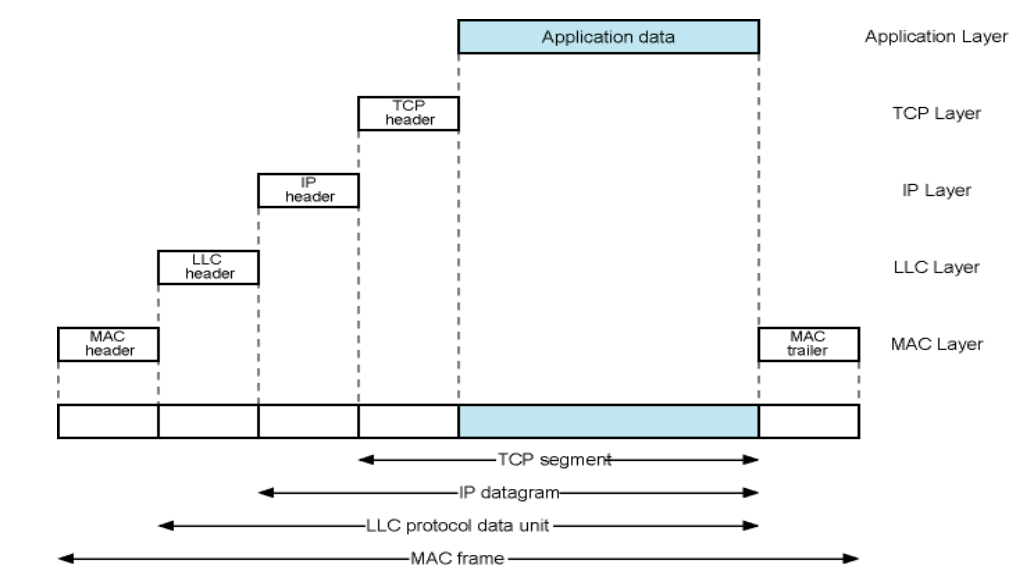 Application data
Application Layer
TCP
header
TCP Layer
IP
header
IP Layer
LLC
header
LLC Layer
MAC
header
MAC
trailer
MAC Layer
TCP segment
IP datagram
LLC protocol data unit
MAC frame